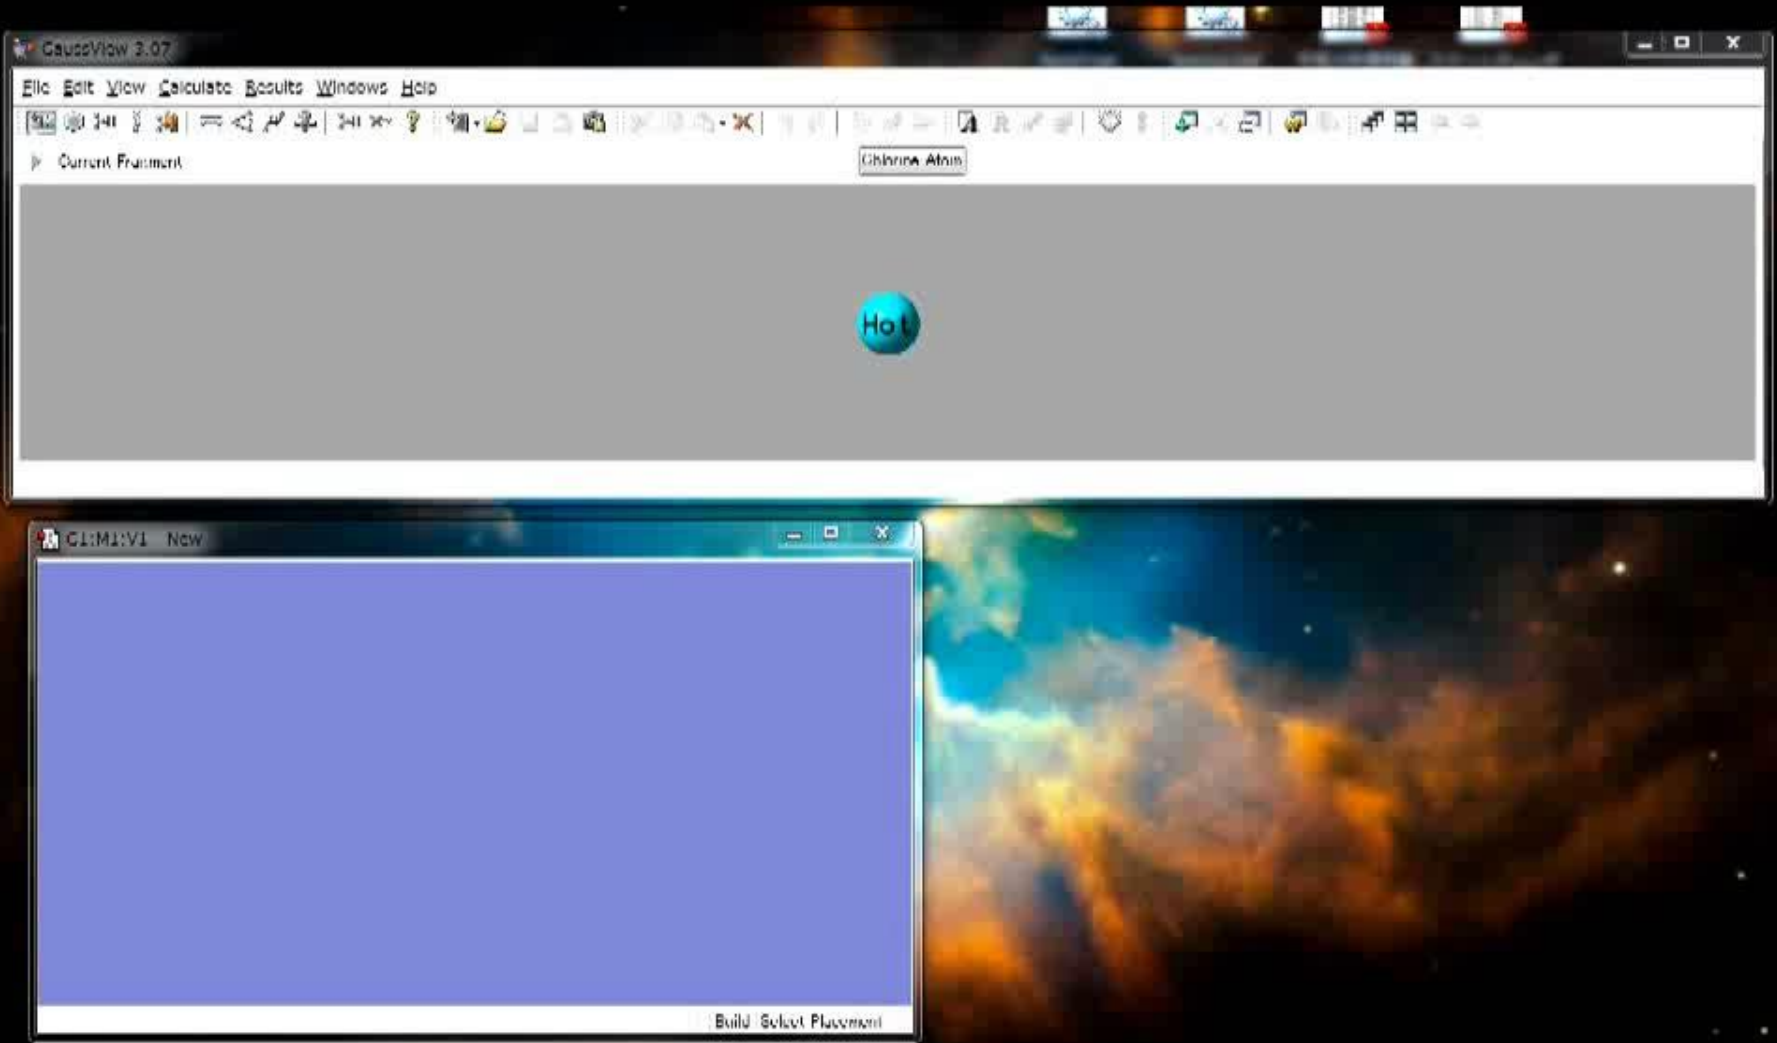 GaussView 3.07
File Edit View Calculate Results Windows Help
Current Fragment
Chlorine Atom
Hot
G1:M1:V1 New
Build Select Placement